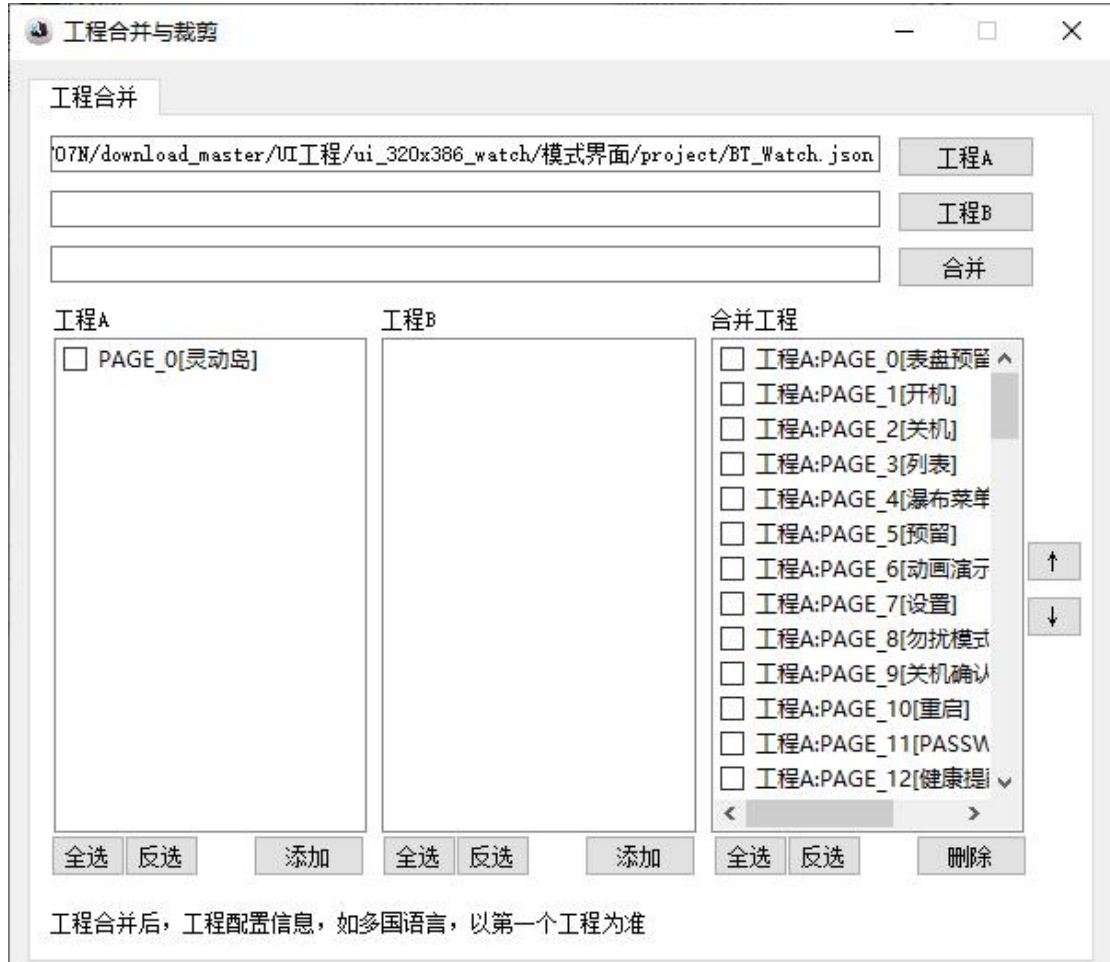 工程合并与裁剪
工程合并
07N/download_master/UI工程/ui_320x386_watch/模式界面/project/BT_Watch.json
工程A
工程B
合并
工程A
工程B
合并工程
PAGE_0[灵动岛]
工程A:PAGE_0[表盘预留
工程A:PAGE_1[开机]
工程A:PAGE_2[关机]
工程A:PAGE_3[列表]
工程A:PAGE_4[瀑布菜单
工程A:PAGE_5[预留]
工程A:PAGE_6[动画演示
工程A:PAGE_7[设置]
工程A:PAGE_8[勿扰模式
工程A:PAGE_9[关机确认
工程A:PAGE_10[重启]
工程A:PAGE_11[PASSW
工程A:PAGE_12[健康提醒
↑
↓
全选 反选 添加 全选 反选 添加 全选 反选 删除
工程合并后，工程配置信息，如多国语言，以第一个工程为准